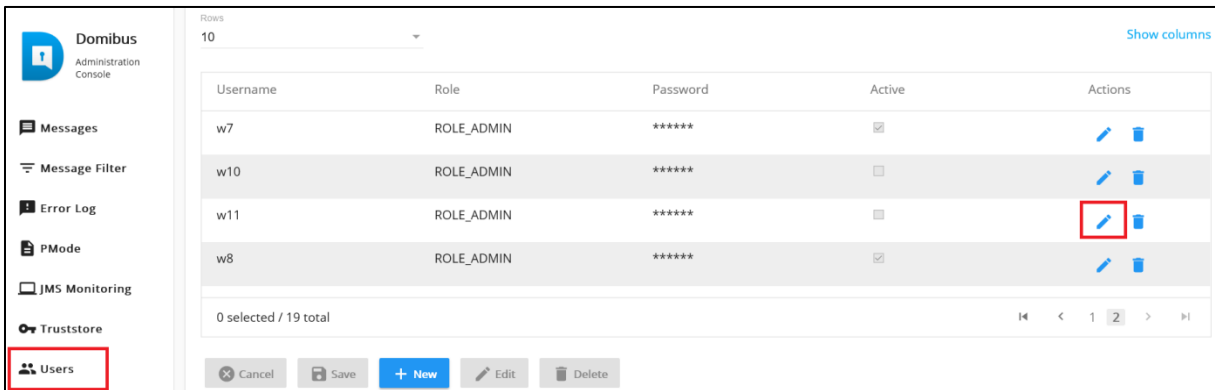 Domibus
Administration
Console
Messages
Message Filter
Error Log
PMode
JMS Monitoring
Truststore
Users
Rows
10
Show columns
Username Role Password Active Actions
w7 ROLE_ADMIN ******
w10 ROLE_ADMIN ******
w11 ROLE_ADMIN ******
w8 ROLE_ADMIN ******
0 selected / 19 total 1 2
Cancel Save + New Edit Delete